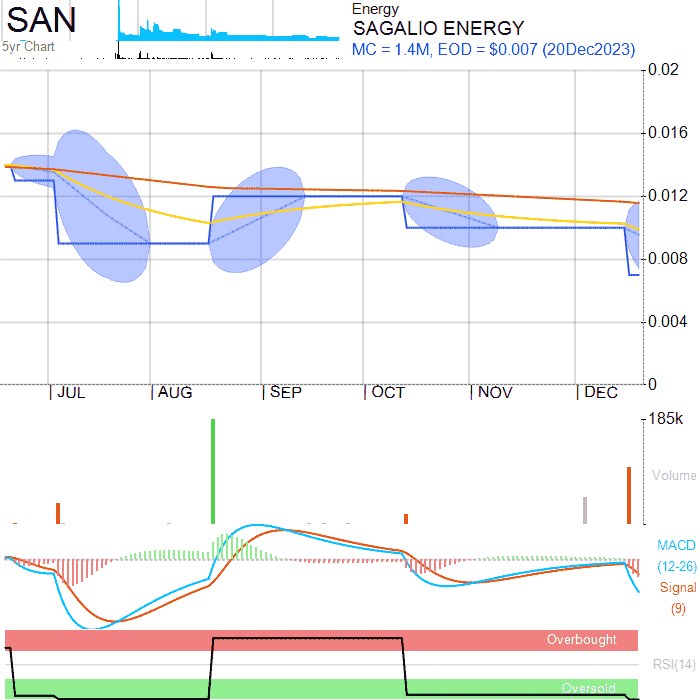 SAN
5yr Chart
Energy
SAGALIO ENERGY
MC = 1.4M, EOD = $0.007 (20Dec2023)
0.02
0.016
0.012
0.008
0.004
0
JUL AUG SEP OCT NOV DEC
185k
Volume
MACD
(12-26)
Signal
(9)
Overbought
RSI(14)
Oversold